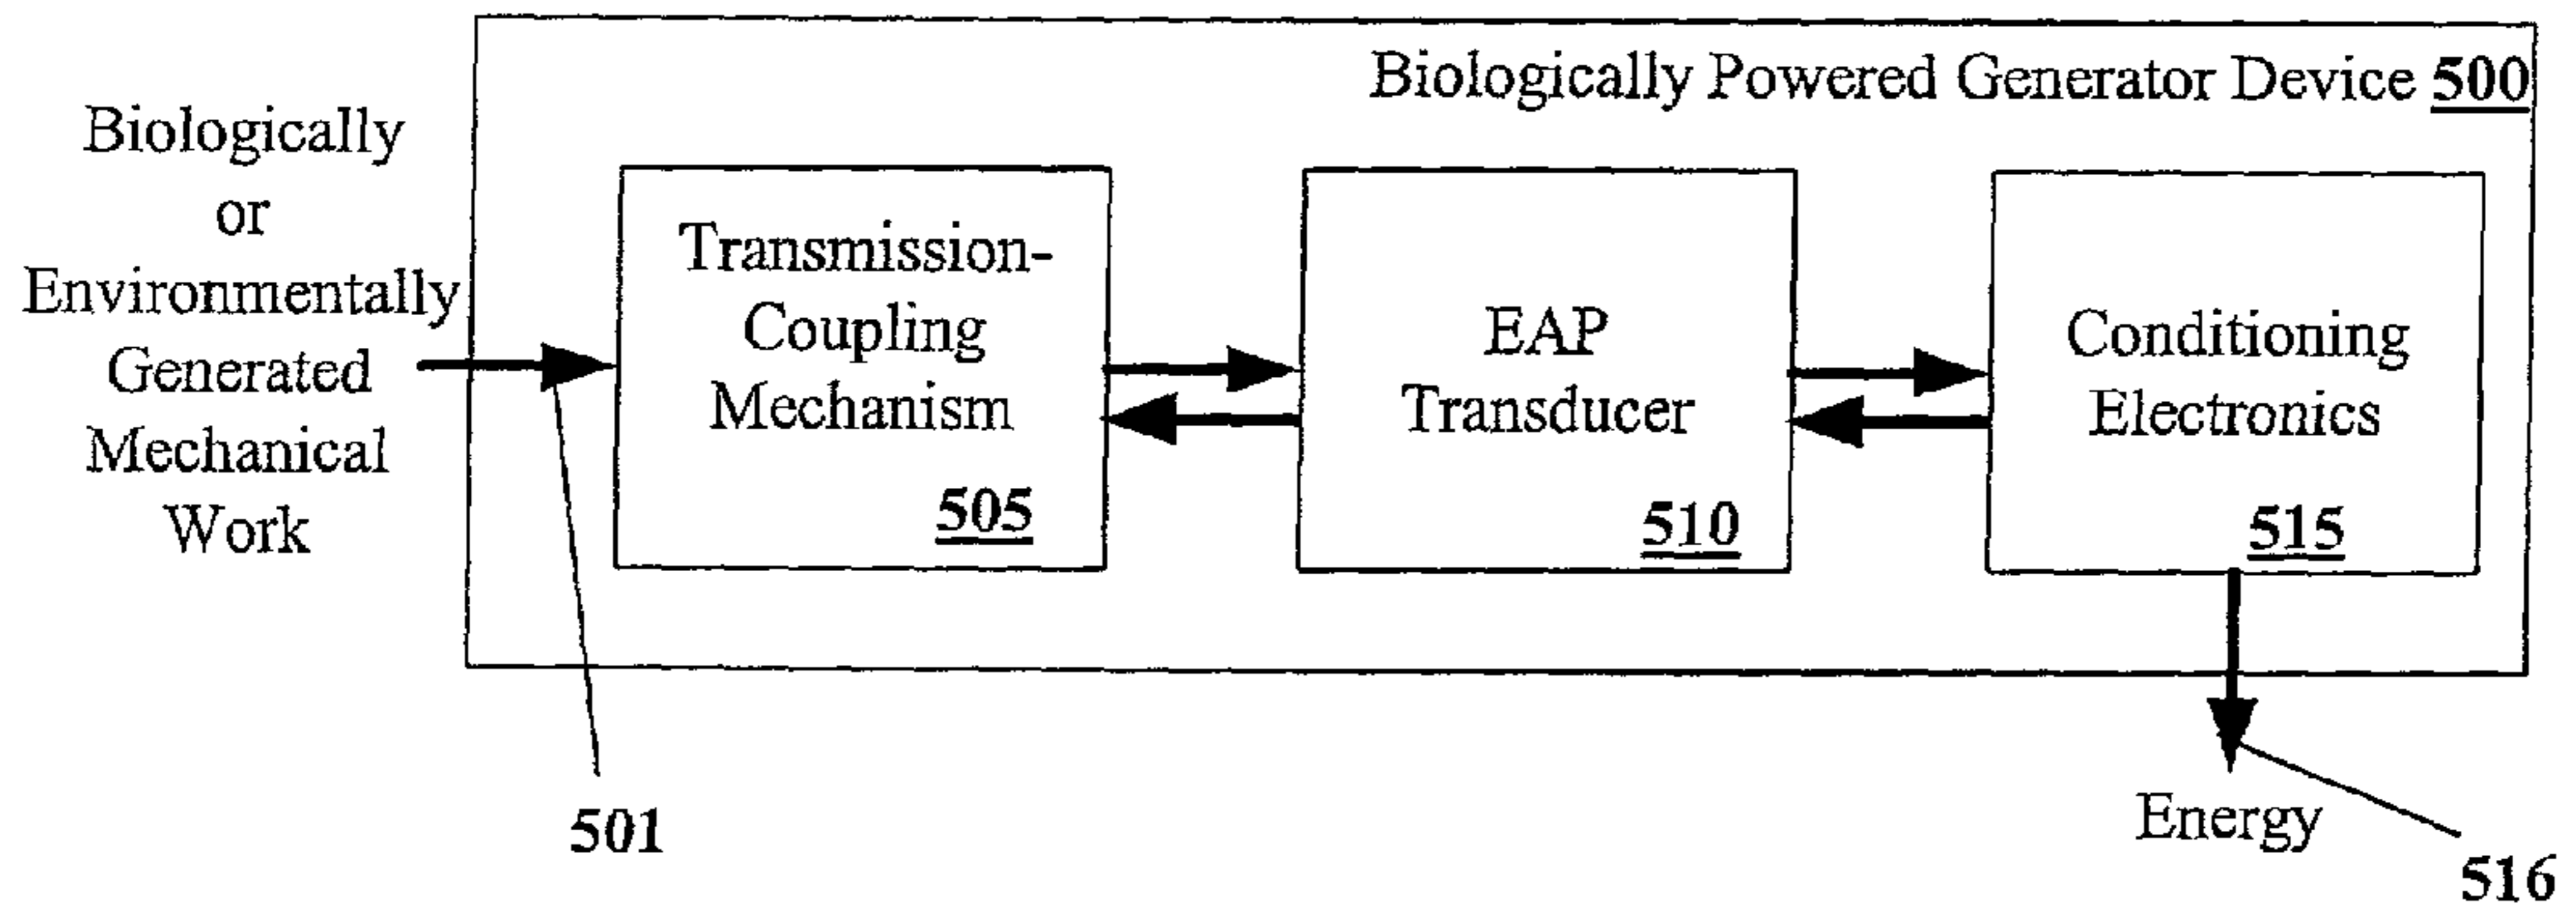 Biologically Powered Generator Device 500
Biologically
or
Environmentally
Generated
Mechanical
Work
Transmission-
Coupling
Mechanism
505
EAP
Transducer
510
Conditioning
Electronics
515
501
Energy
516